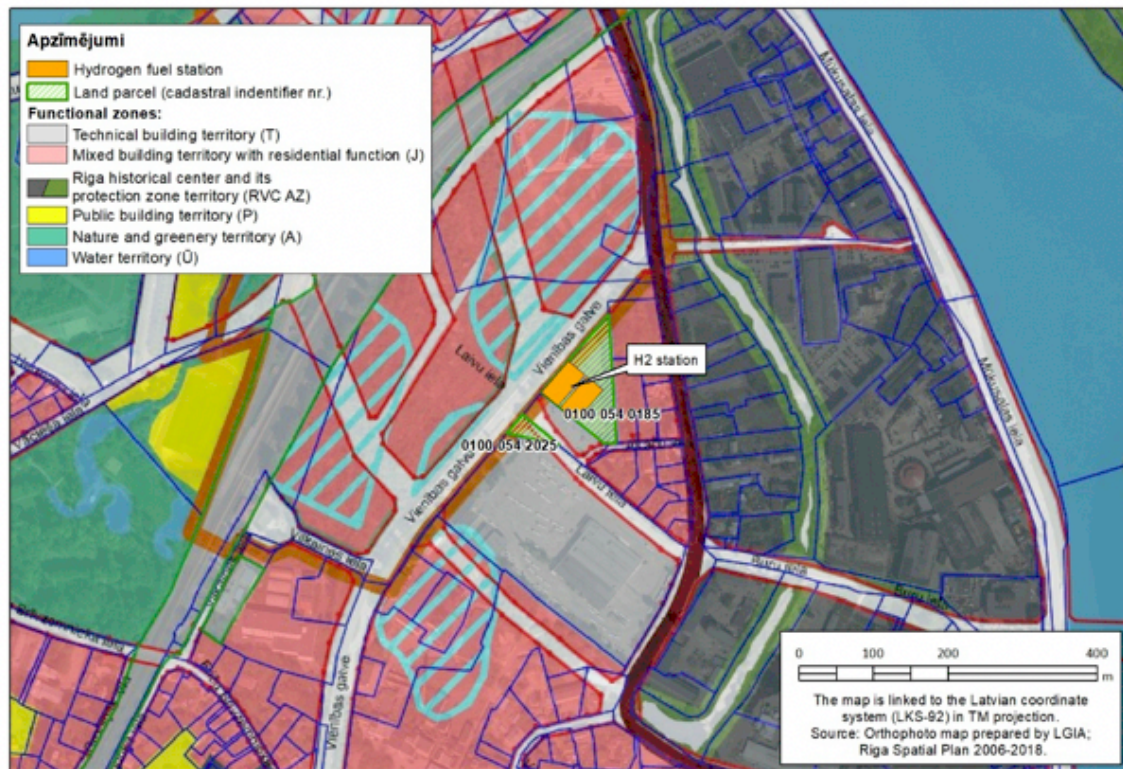 Apzīmējumi
Hydrogen fuel station
Land parcel (cadastral indentifier nr.)
Functional zones:
Technical building territory (T)
Mixed building territory with residential function (J)
Riga historical center and its
protection zone territory (RVC AZ)
Public building territory (P)
Nature and greenery territory (A)
Water territory (Ū)
Mūkusalas iela
Vienības gatve
Laivu iela
H2 station
0100 054 0185
0100 054 2025
Vienības gatve
Laivu iela
Mūkusalas iela
Buru iela
Buru iela
Vienības gatve
0 100 200 400
m
The map is linked to the Latvian coordinate
system (LKS-92) in TM projection.
Source: Orthophoto map prepared by LGIA;
Riga Spatial Plan 2006-2018.